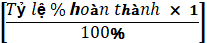 [Tỷ lệ % hoàn thành × 1]
100%